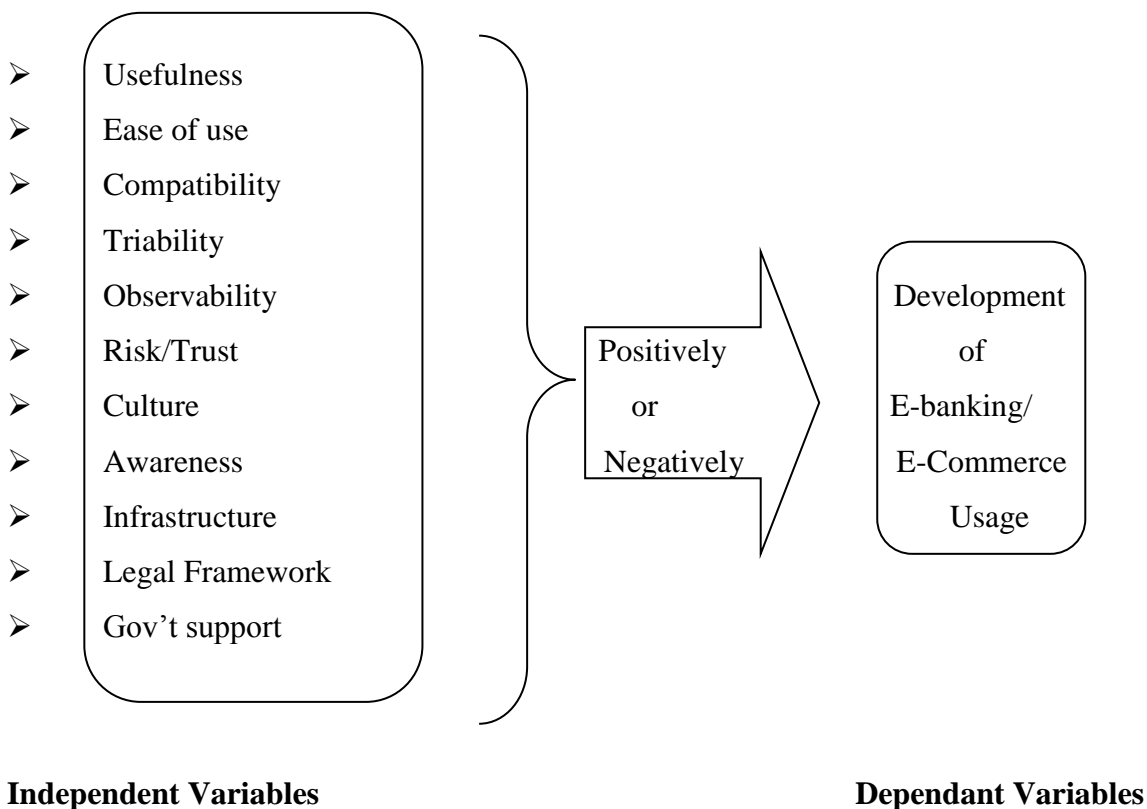 ➢ Usefulness
➢ Ease of use
➢ Compatibility
➢ Triability
➢ Observability
➢ Risk/Trust
➢ Culture
➢ Awareness
➢ Infrastructure
➢ Legal Framework
➢ Gov’t support
Positively
or
Negatively
Development
of
E-banking/
E-Commerce
Usage
Independent Variables
Dependant Variables